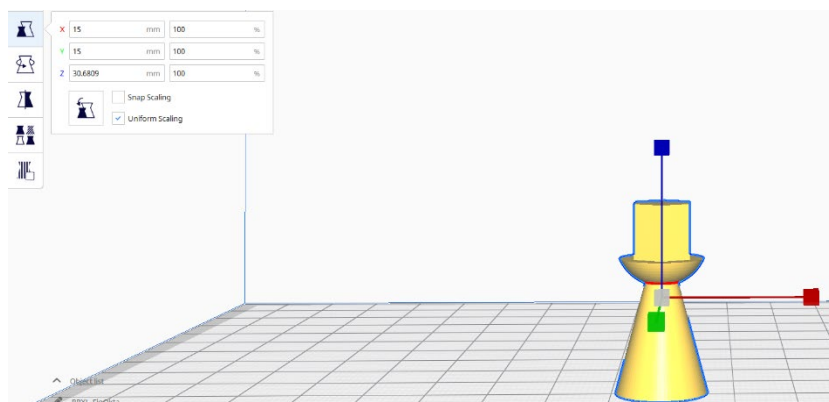 X 15 mm 100 %
Y 15 mm 100 %
Z 30.6809 mm 100 %
Snap Scaling
Uniform Scaling
Object list